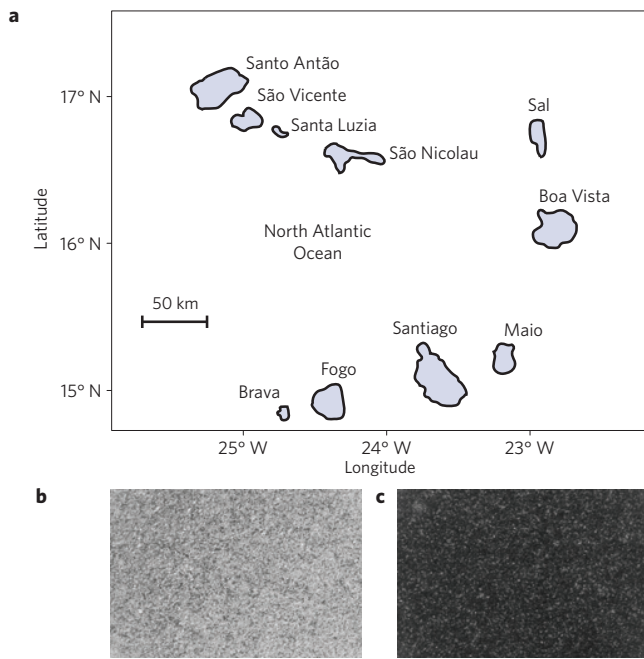 a
Santo Antão
17° N
São Vicente
Santa Luzia
São Nicolau
Sal
Boa Vista
Latitude
16° N
North Atlantic
Ocean
50 km
Santiago
Maio
15° N
Brava
Fogo
25° W
24° W
23° W
Longitude
b
c